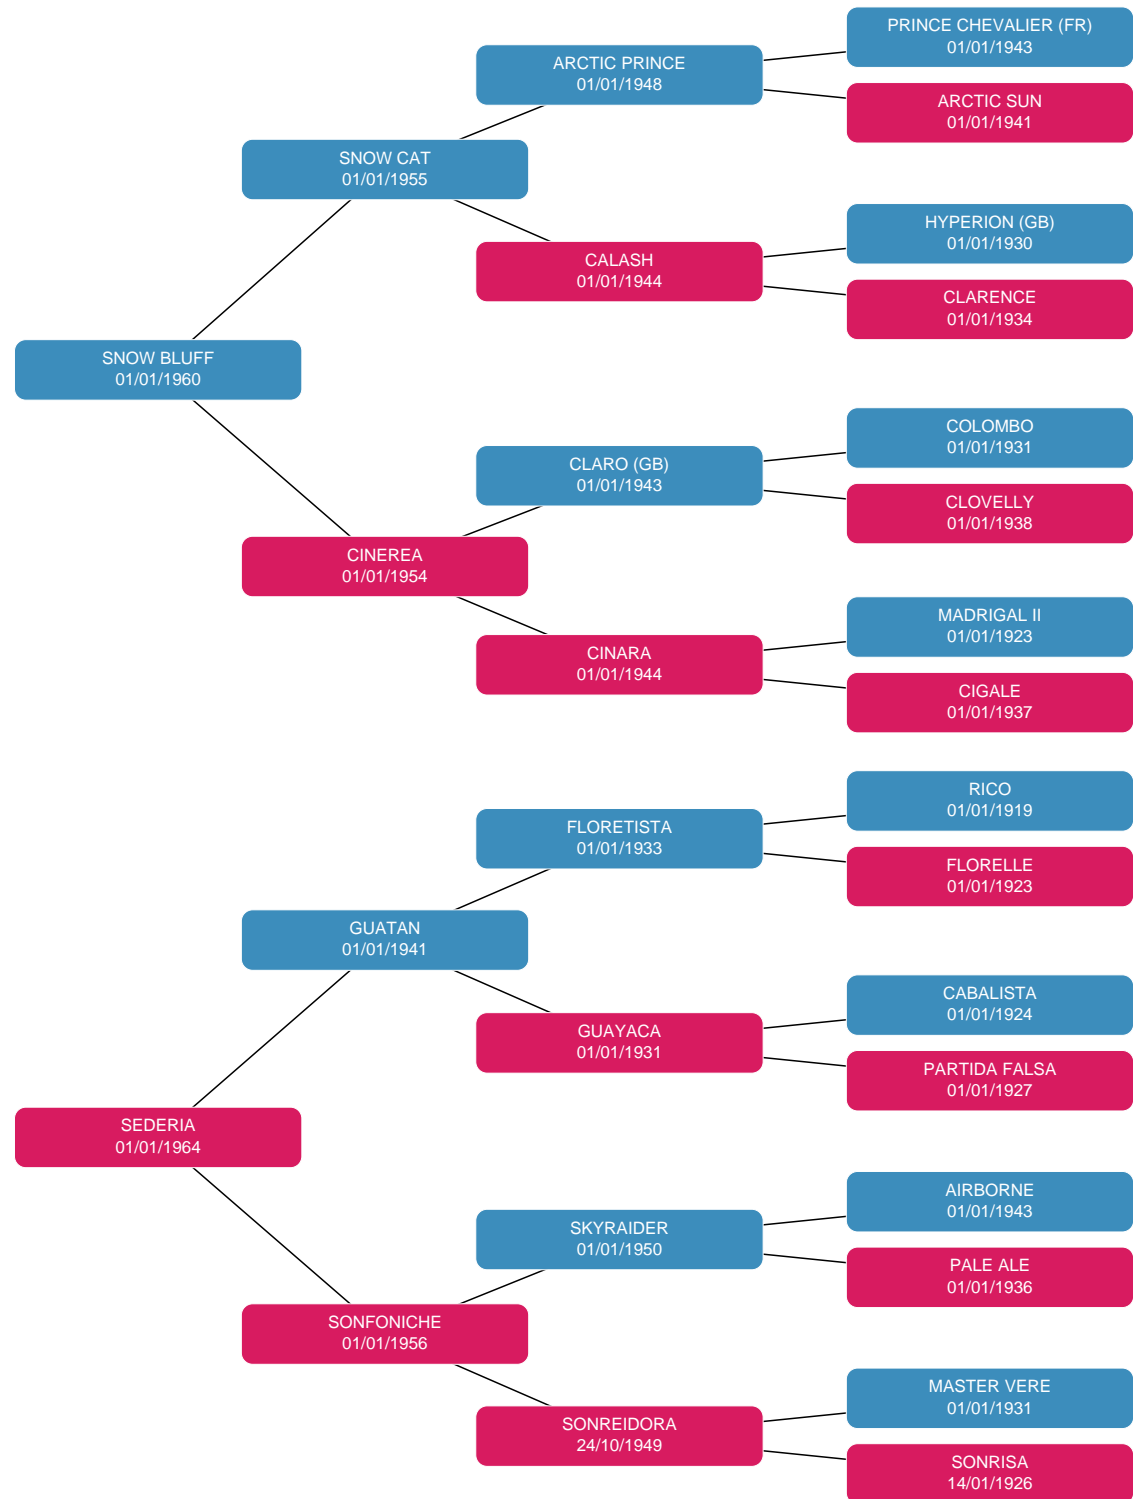 PRINCE CHEVALIER (FR)
01/01/1943
ARCTIC PRINCE
01/01/1948
ARCTIC SUN
01/01/1941
SNOW CAT
01/01/1955
HYPERION (GB)
01/01/1930
CALASH
01/01/1944
CLARENCE
01/01/1934
SNOW BLUFF
01/01/1960
COLOMBO
01/01/1931
CLARO (GB)
01/01/1943
CLOVELLY
01/01/1938
CINEREA
01/01/1954
MADRIGAL II
01/01/1923
CINARA
01/01/1944
CIGALE
01/01/1937
RICO
01/01/1919
FLORETISTA
01/01/1933
FLORELLE
01/01/1923
GUATAN
01/01/1941
CABALISTA
01/01/1924
GUAYACA
01/01/1931
PARTIDA FALSA
01/01/1927
SEDERIA
01/01/1964
AIRBORNE
01/01/1943
SKYRAIDER
01/01/1950
PALE ALE
01/01/1936
SONFONICHE
01/01/1956
MASTER VERE
01/01/1931
SONREIDORA
24/10/1949
SONRISA
14/01/1926